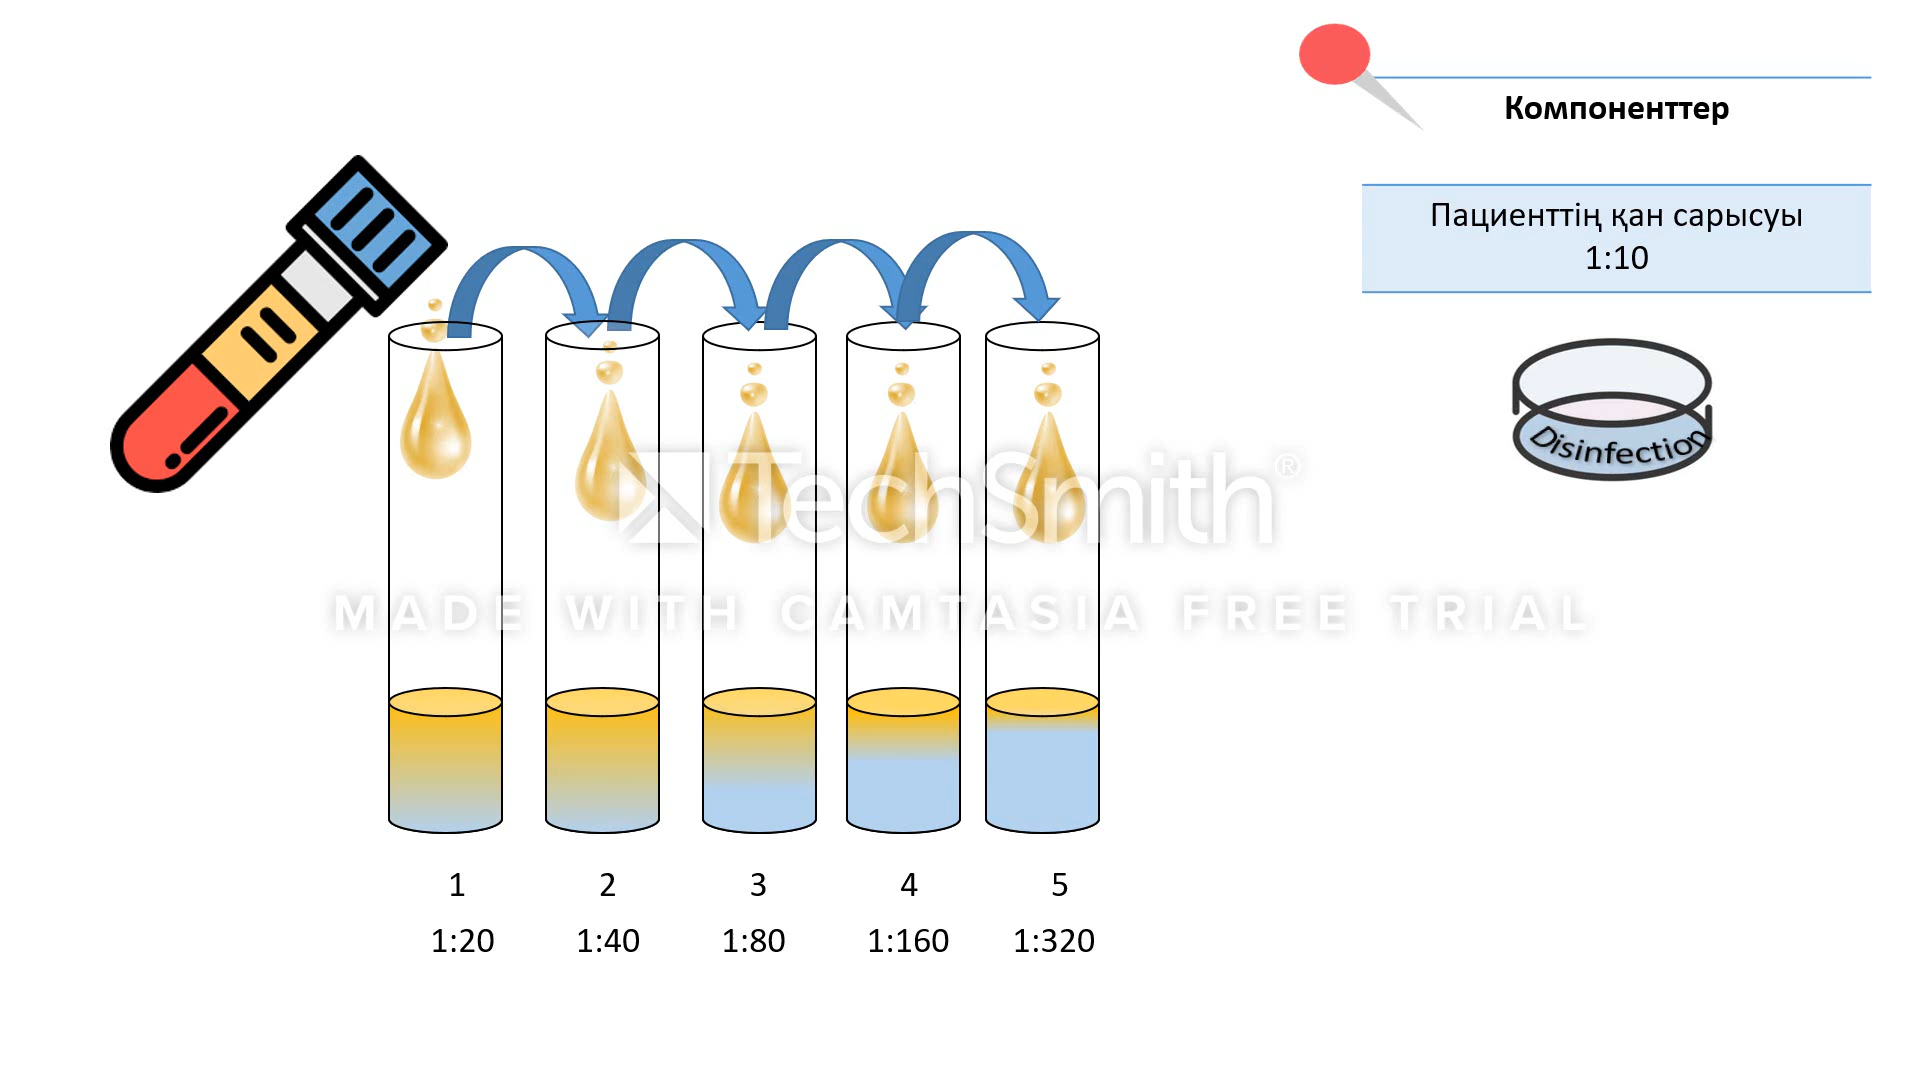 Компоненттер
Пациенттің қан сарысуы
1:10
Disinfection
TechSmith®
MADE WITH CAMTASIA FREE TRIAL
1 2 3 4 5
1:20 1:40 1:80 1:160 1:320